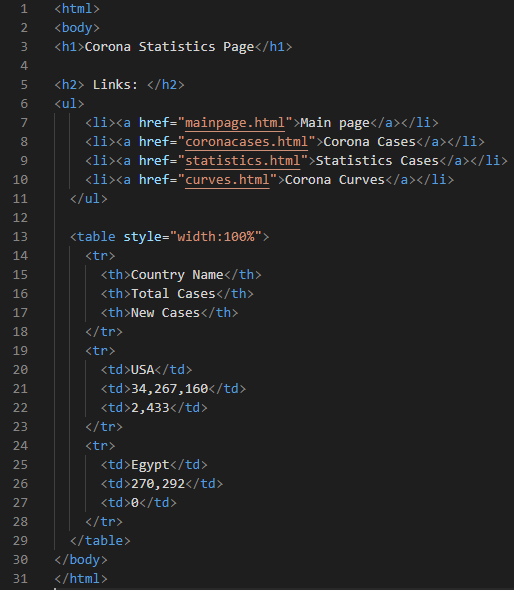 1 <html>
2 <body>
3 <h1>Corona Statistics Page</h1>
4
5 <h2> Links: </h2>
6 <ul>
7     <li><a href="mainpage.html">Main page</a></li>
8     <li><a href="coronacases.html">Corona Cases</a></li>
9     <li><a href="statistics.html">Statistics Cases</a></li>
10     <li><a href="curves.html">Corona Curves</a></li>
11   </ul>
12
13   <table style="width:100%">
14     <tr>
15       <th>Country Name</th>
16       <th>Total Cases</th>
17       <th>New Cases</th>
18     </tr>
19     <tr>
20       <td>USA</td>
21       <td>34,267,160</td>
22       <td>2,433</td>
23     </tr>
24     <tr>
25       <td>Egypt</td>
26       <td>270,292</td>
27       <td>0</td>
28     </tr>
29   </table>
30 </body>
31 </html>